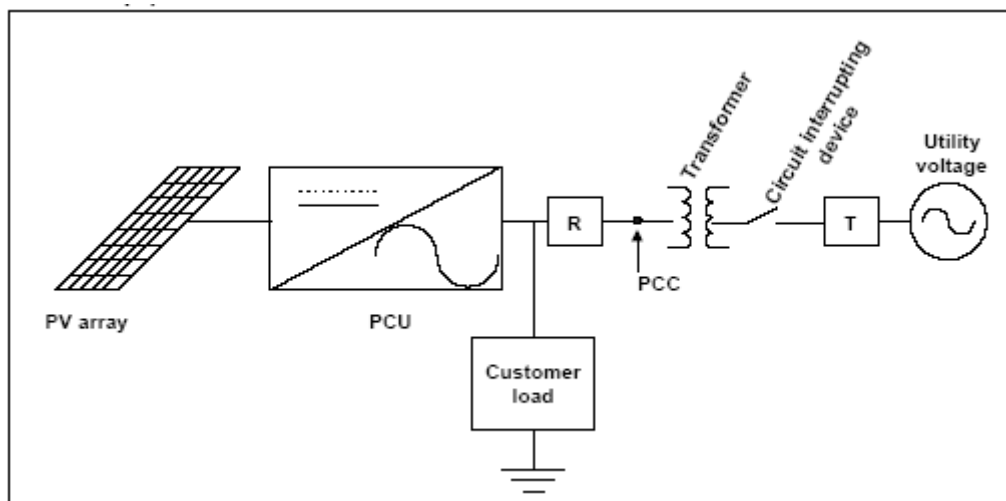 Transformer
Circuit interrupting
device
Utility
voltage
R
T
PCC
PV array
PCU
Customer
load